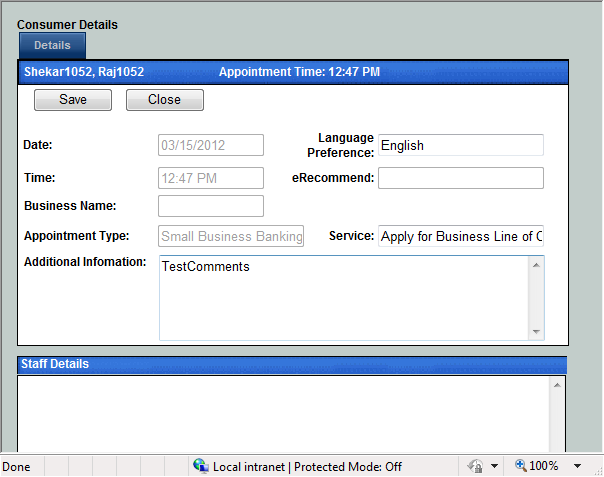 Consumer Details
Details
Shekar1052, Raj1052 Appointment Time: 12:47 PM
Save Close
Date: 03/15/2012 Language Preference: English
Time: 12:47 PM eRecommend:
Business Name:
Appointment Type: Small Business Banking Service: Apply for Business Line of C
Additional Infomation: TestComments
Staff Details
Done Local intranet | Protected Mode: Off 100%